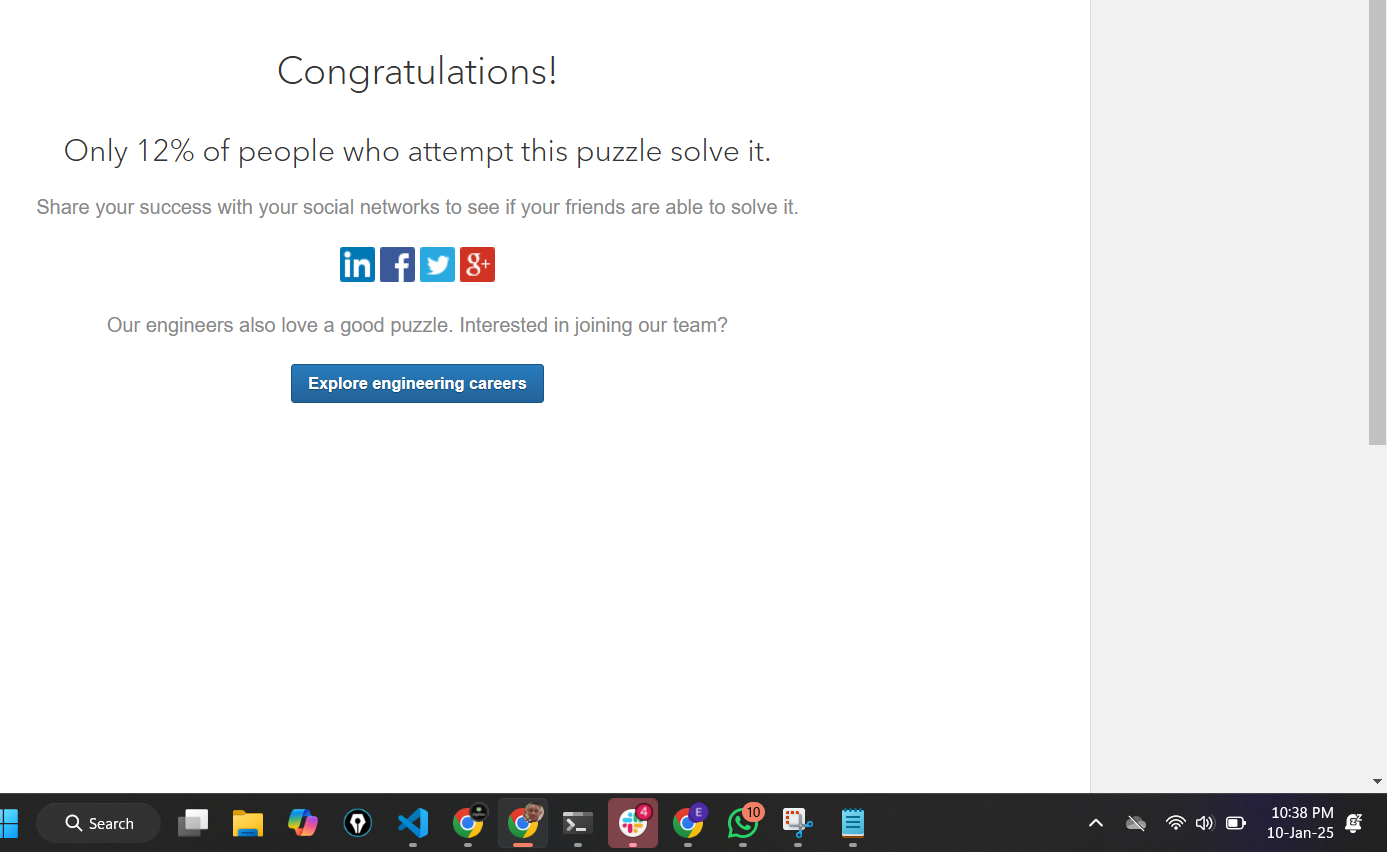 Congratulations!
Only 12% of people who attempt this puzzle solve it.
Share your success with your social networks to see if your friends are able to solve it.
in f g+
Our engineers also love a good puzzle. Interested in joining our team?
Explore engineering careers
Search
4
E
10
10:38 PM
10-Jan-25